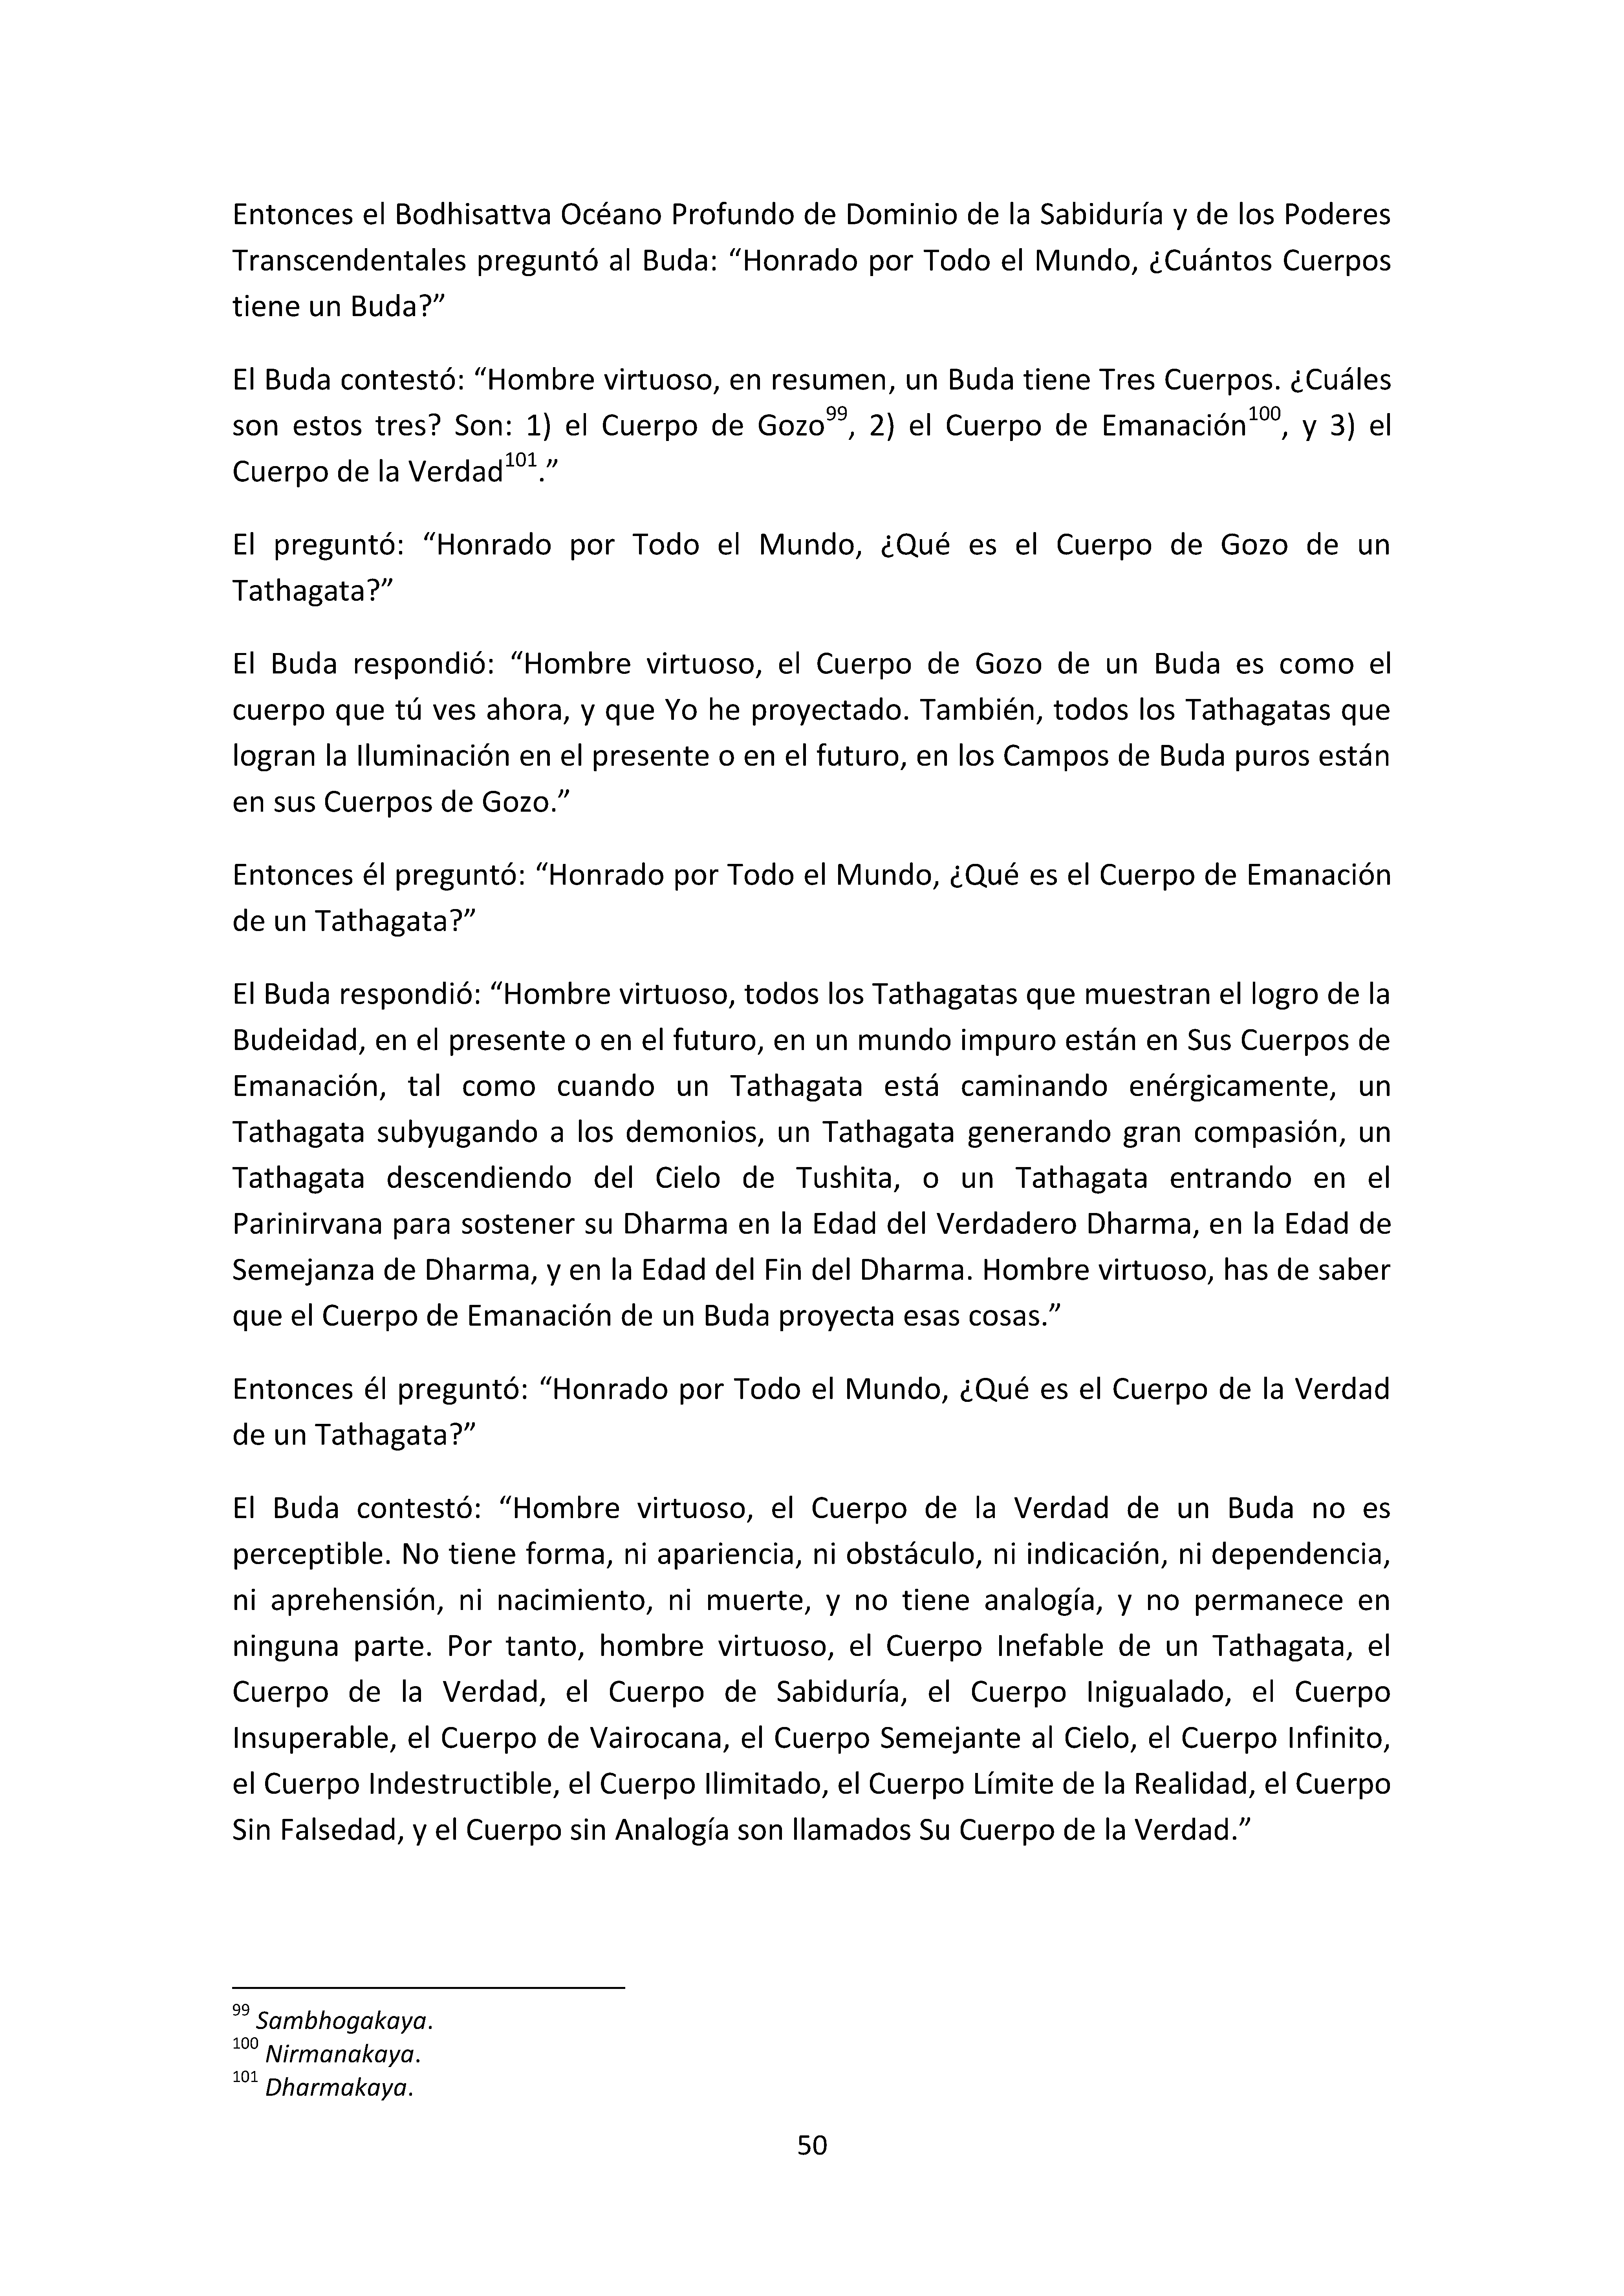 Entonces el Bodhisattva Océano Profundo de Dominio de la Sabiduría y de los Poderes
Transcendentales preguntó al Buda: “Honrado por Todo el Mundo, ¿Cuántos Cuerpos
tiene un Buda?”
El Buda contestó: “Hombre virtuoso, en resumen, un Buda tiene Tres Cuerpos. ¿Cuáles
son estos tres? Son: 1) el Cuerpo de Gozo99, 2) el Cuerpo de Emanación100, y 3) el
Cuerpo de la Verdad101.”
El preguntó: “Honrado por Todo el Mundo, ¿Qué es el Cuerpo de Gozo de un
Tathagata?”
El Buda respondió: “Hombre virtuoso, el Cuerpo de Gozo de un Buda es como el
cuerpo que tú ves ahora, y que Yo he proyectado. También, todos los Tathagatas que
logran la Iluminación en el presente o en el futuro, en los Campos de Buda puros están
en sus Cuerpos de Gozo.”
Entonces él preguntó: “Honrado por Todo el Mundo, ¿Qué es el Cuerpo de Emanación
de un Tathagata?”
El Buda respondió: “Hombre virtuoso, todos los Tathagatas que muestran el logro de la
Budeidad, en el presente o en el futuro, en un mundo impuro están en Sus Cuerpos de
Emanación, tal como cuando un Tathagata está caminando enérgicamente, un
Tathagata subyugando a los demonios, un Tathagata generando gran compasión, un
Tathagata descendiendo del Cielo de Tushita, o un Tathagata entrando en el
Parinirvana para sostener su Dharma en la Edad del Verdadero Dharma, en la Edad de
Semejanza de Dharma, y en la Edad del Fin del Dharma. Hombre virtuoso, has de saber
que el Cuerpo de Emanación de un Buda proyecta esas cosas.”
Entonces él preguntó: “Honrado por Todo el Mundo, ¿Qué es el Cuerpo de la Verdad
de un Tathagata?”
El Buda contestó: “Hombre virtuoso, el Cuerpo de la Verdad de un Buda no es
perceptible. No tiene forma, ni apariencia, ni obstáculo, ni indicación, ni dependencia,
ni aprehensión, ni nacimiento, ni muerte, y no tiene analogía, y no permanece en
ninguna parte. Por tanto, hombre virtuoso, el Cuerpo Inefable de un Tathagata, el
Cuerpo de la Verdad, el Cuerpo de Sabiduría, el Cuerpo Inigualado, el Cuerpo
Insuperable, el Cuerpo de Vairocana, el Cuerpo Semejante al Cielo, el Cuerpo Infinito,
el Cuerpo Indestructible, el Cuerpo Ilimitado, el Cuerpo Límite de la Realidad, el Cuerpo
Sin Falsedad, y el Cuerpo sin Analogía son llamados Su Cuerpo de la Verdad.”
99 Sambhogakaya.
100 Nirmanakaya.
101 Dharmakaya.
50